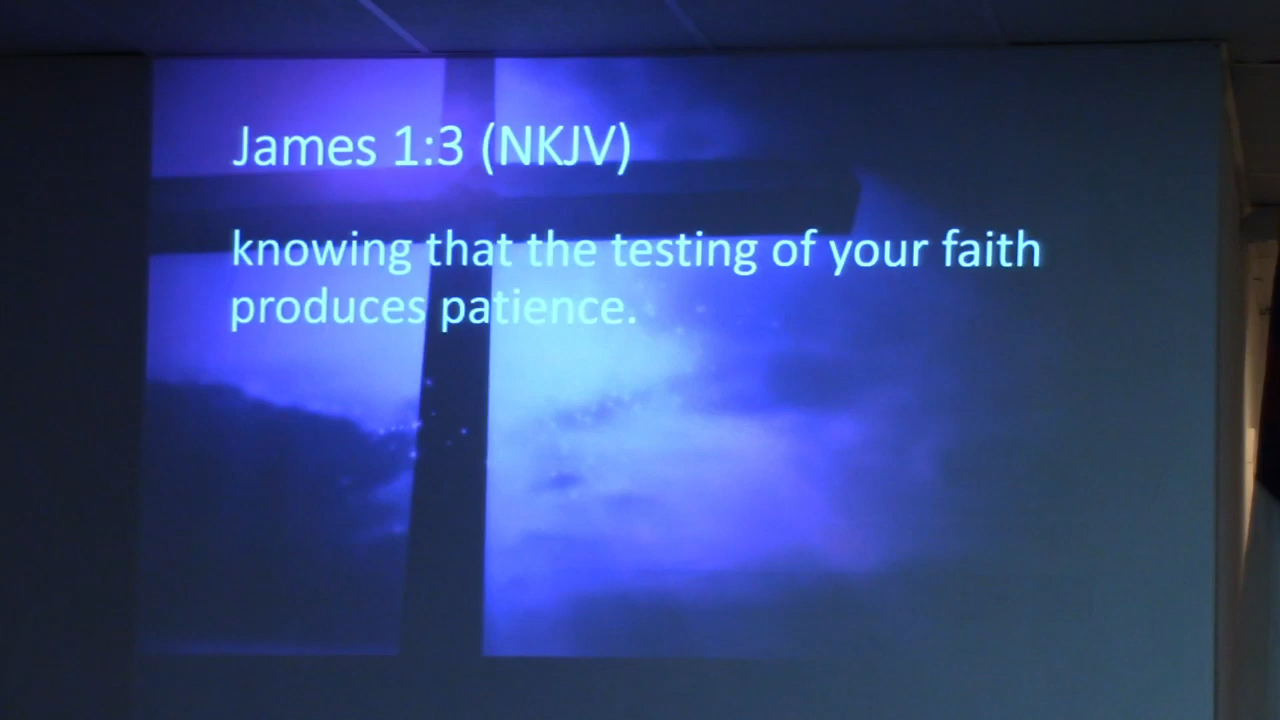 James 1:3 (NKJV)
knowing that the testing of your faith
produces patience.